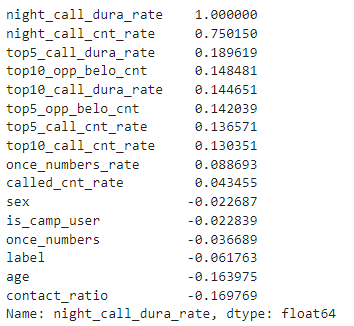 night_call_dura_rate 1.000000
night_call_cnt_rate 0.750150
top5_call_dura_rate 0.189619
top10_opp_belo_cnt 0.148481
top10_call_dura_rate 0.144651
top5_opp_belo_cnt 0.142039
top5_call_cnt_rate 0.136571
top10_call_cnt_rate 0.130351
once_numbers_rate 0.088693
called_cnt_rate 0.043455
sex -0.022687
is_camp_user -0.022839
once_numbers -0.036689
label -0.061763
age -0.163975
contact_ratio -0.169769
Name: night_call_dura_rate, dtype: float64